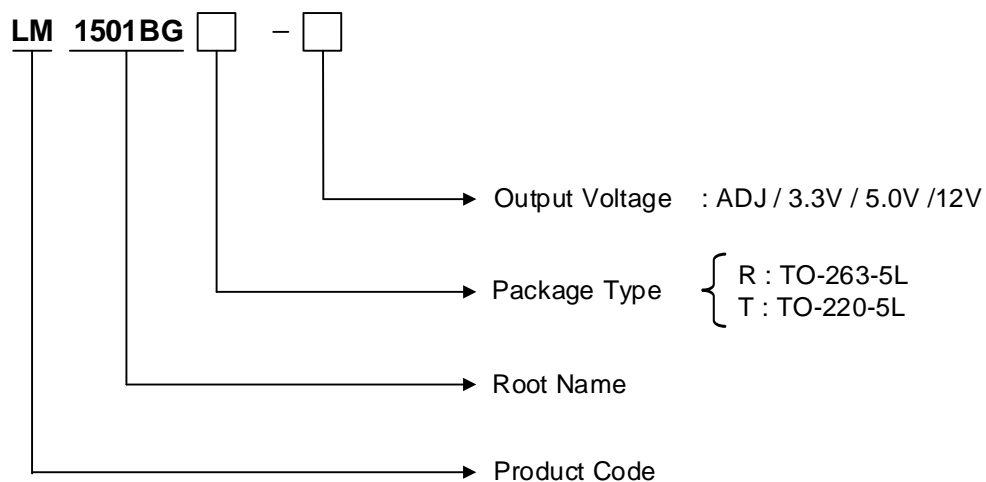 LM 1501BG □ – □
Output Voltage : ADJ / 3.3V / 5.0V /12V
Package Type { R : TO-263-5L
T : TO-220-5L
Root Name
Product Code